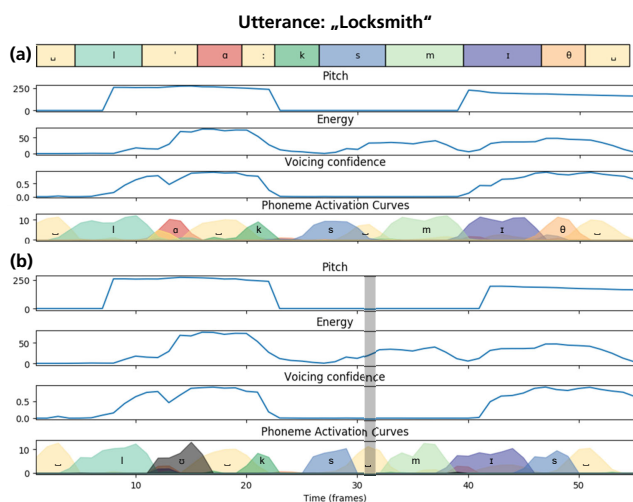 Utterance: „Locksmith“
(a)
␣ l ' ɑ : k s m ɪ θ ␣
Pitch
250
0
Energy
50
0
Voicing confidence
0.5
0.0
Phoneme Activation Curves
10
0
␣ l ɑ ␣ k s ␣ m ɪ θ ␣
(b)
Pitch
250
0
Energy
50
0
Voicing confidence
0.5
0.0
Phoneme Activation Curves
10
0
␣ l ɒ ␣ k s ␣ m ɪ s ␣
10 20 30 40 50
Time (frames)